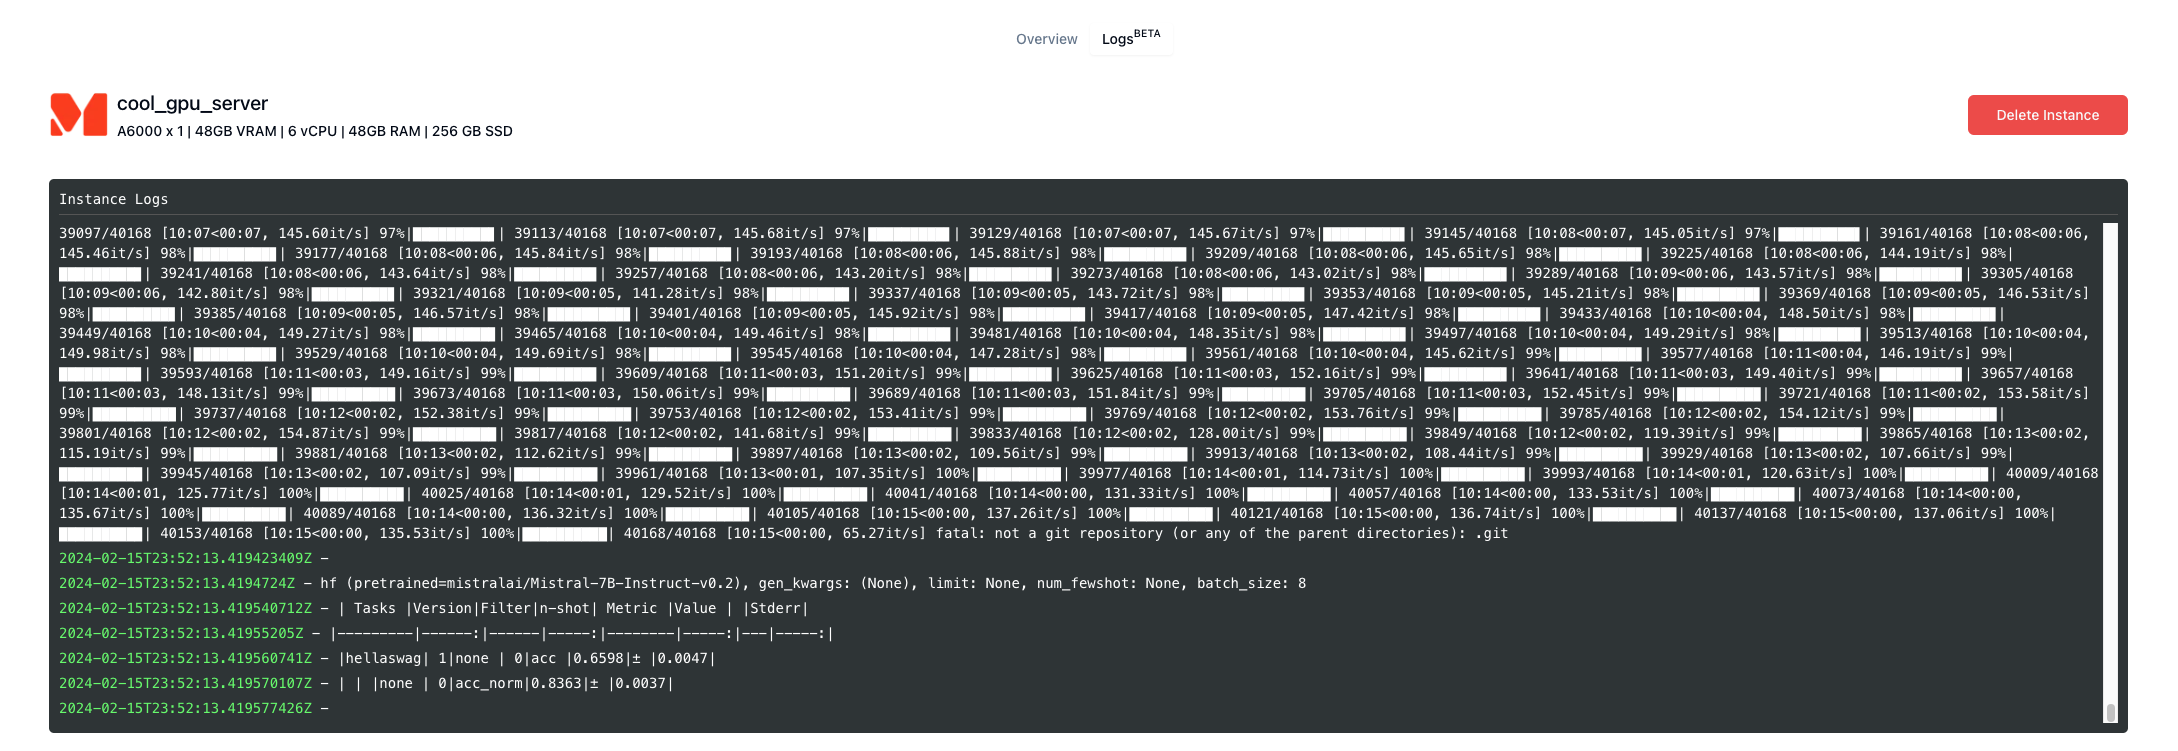 Overview LogsBETA
cool_gpu_server
A6000 x 1 | 48GB VRAM | 6 vCPU | 48GB RAM | 256 GB SSD
Delete Instance
Instance Logs
39097/40168 [10:07<00:07, 145.60it/s] 97%|██████████| 39113/40168 [10:07<00:07, 145.68it/s] 97%|██████████| 39129/40168 [10:07<00:07, 145.67it/s] 97%|██████████| 39145/40168 [10:08<00:07, 145.05it/s] 97%|██████████| 39161/40168 [10:08<00:06,
145.46it/s] 98%|██████████| 39177/40168 [10:08<00:06, 145.84it/s] 98%|██████████| 39193/40168 [10:08<00:06, 145.88it/s] 98%|██████████| 39209/40168 [10:08<00:06, 145.65it/s] 98%|██████████| 39225/40168 [10:08<00:06, 144.19it/s] 98%|
██████████| 39241/40168 [10:08<00:06, 143.64it/s] 98%|██████████| 39257/40168 [10:08<00:06, 143.20it/s] 98%|██████████| 39273/40168 [10:08<00:06, 143.02it/s] 98%|██████████| 39289/40168 [10:09<00:06, 143.57it/s] 98%|██████████| 39305/40168
[10:09<00:06, 142.80it/s] 98%|██████████| 39321/40168 [10:09<00:05, 141.28it/s] 98%|██████████| 39337/40168 [10:09<00:05, 143.72it/s] 98%|██████████| 39353/40168 [10:09<00:05, 145.21it/s] 98%|██████████| 39369/40168 [10:09<00:05, 146.53it/s]
98%|██████████| 39385/40168 [10:09<00:05, 146.57it/s] 98%|██████████| 39401/40168 [10:09<00:05, 145.92it/s] 98%|██████████| 39417/40168 [10:09<00:05, 147.42it/s] 98%|██████████| 39433/40168 [10:10<00:04, 148.50it/s] 98%|██████████|
39449/40168 [10:10<00:04, 149.27it/s] 98%|██████████| 39465/40168 [10:10<00:04, 149.46it/s] 98%|██████████| 39481/40168 [10:10<00:04, 148.35it/s] 98%|██████████| 39497/40168 [10:10<00:04, 149.29it/s] 98%|██████████| 39513/40168 [10:10<00:04,
149.98it/s] 98%|██████████| 39529/40168 [10:10<00:04, 149.69it/s] 98%|██████████| 39545/40168 [10:10<00:04, 147.28it/s] 98%|██████████| 39561/40168 [10:10<00:04, 145.62it/s] 99%|██████████| 39577/40168 [10:11<00:04, 146.19it/s] 99%|
██████████| 39593/40168 [10:11<00:03, 149.16it/s] 99%|██████████| 39609/40168 [10:11<00:03, 151.20it/s] 99%|██████████| 39625/40168 [10:11<00:03, 152.16it/s] 99%|██████████| 39641/40168 [10:11<00:03, 149.40it/s] 99%|██████████| 39657/40168
[10:11<00:03, 148.13it/s] 99%|██████████| 39673/40168 [10:11<00:03, 150.06it/s] 99%|██████████| 39689/40168 [10:11<00:03, 151.84it/s] 99%|██████████| 39705/40168 [10:11<00:03, 152.45it/s] 99%|██████████| 39721/40168 [10:11<00:02, 153.58it/s]
99%|██████████| 39737/40168 [10:12<00:02, 152.38it/s] 99%|██████████| 39753/40168 [10:12<00:02, 153.41it/s] 99%|██████████| 39769/40168 [10:12<00:02, 153.76it/s] 99%|██████████| 39785/40168 [10:12<00:02, 154.12it/s] 99%|██████████|
39801/40168 [10:12<00:02, 154.87it/s] 99%|██████████| 39817/40168 [10:12<00:02, 141.68it/s] 99%|██████████| 39833/40168 [10:12<00:02, 128.00it/s] 99%|██████████| 39849/40168 [10:12<00:02, 119.39it/s] 99%|██████████| 39865/40168 [10:13<00:02,
115.19it/s] 99%|██████████| 39881/40168 [10:13<00:02, 112.62it/s] 99%|██████████| 39897/40168 [10:13<00:02, 109.56it/s] 99%|██████████| 39913/40168 [10:13<00:02, 108.44it/s] 99%|██████████| 39929/40168 [10:13<00:02, 107.66it/s] 99%|
██████████| 39945/40168 [10:13<00:02, 107.09it/s] 99%|██████████| 39961/40168 [10:13<00:01, 107.35it/s] 100%|██████████| 39977/40168 [10:14<00:01, 114.73it/s] 100%|██████████| 39993/40168 [10:14<00:01, 120.63it/s] 100%|██████████| 40009/40168
[10:14<00:01, 125.77it/s] 100%|██████████| 40025/40168 [10:14<00:01, 129.52it/s] 100%|██████████| 40041/40168 [10:14<00:00, 131.33it/s] 100%|██████████| 40057/40168 [10:14<00:00, 133.53it/s] 100%|██████████| 40073/40168 [10:14<00:00,
135.67it/s] 100%|██████████| 40089/40168 [10:14<00:00, 136.32it/s] 100%|██████████| 40105/40168 [10:15<00:00, 137.26it/s] 100%|██████████| 40121/40168 [10:15<00:00, 136.74it/s] 100%|██████████| 40137/40168 [10:15<00:00, 137.06it/s] 100%|
██████████| 40153/40168 [10:15<00:00, 135.53it/s] 100%|██████████| 40168/40168 [10:15<00:00, 65.27it/s] fatal: not a git repository (or any of the parent directories): .git
2024-02-15T23:52:13.419423409Z -
2024-02-15T23:52:13.4194724Z - hf (pretrained=mistralai/Mistral-7B-Instruct-v0.2), gen_kwargs: (None), limit: None, num_fewshot: None, batch_size: 8
2024-02-15T23:52:13.419540712Z - | Tasks |Version|Filter|n-shot| Metric |Value | |Stderr|
2024-02-15T23:52:13.41955205Z - |---------|------:|------|-----:|--------|-----:|---|-----:|
2024-02-15T23:52:13.419560741Z - |hellaswag| 1|none | 0|acc |0.6598|± |0.0047|
2024-02-15T23:52:13.419570107Z - | | |none | 0|acc_norm|0.8363|± |0.0037|
2024-02-15T23:52:13.419577426Z -